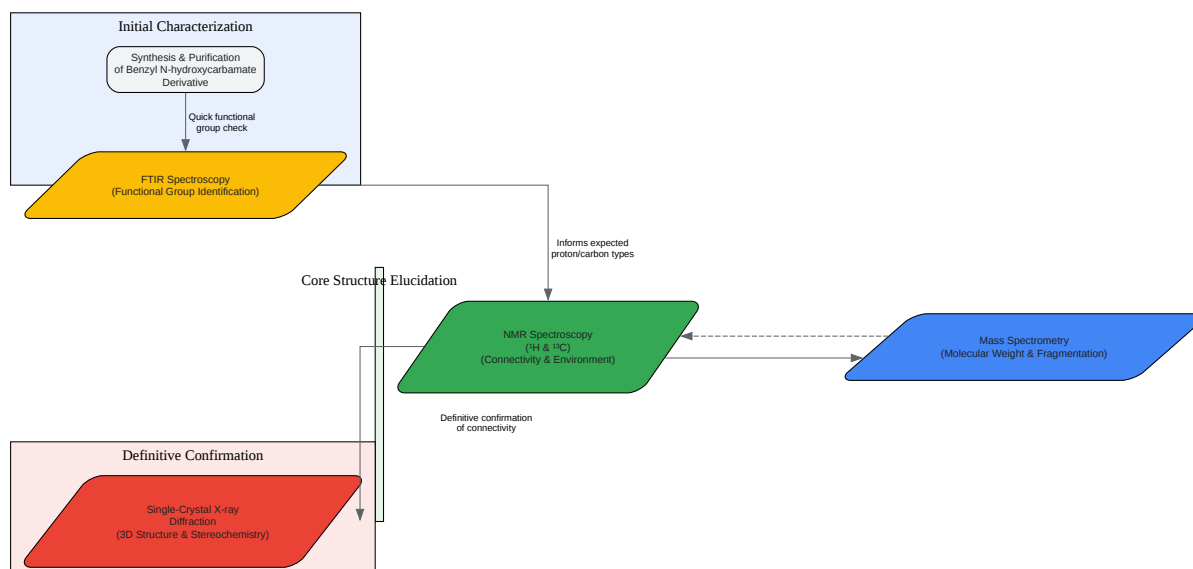 Initial Characterization
Synthesis & Purification
of Benzyl N-hydroxycarbamate
Derivative
Quick functional
group check
FTIR Spectroscopy
(Functional Group Identification)
Informs expected
proton/carbon types
Core Structure Elucidation
NMR Spectroscopy
(¹H & ¹³C)
(Connectivity & Environment)
Mass Spectrometry
(Molecular Weight & Fragmentation)
Definitive confirmation
of connectivity
Definitive Confirmation
Single-Crystal X-ray
Diffraction
(3D Structure & Stereochemistry)